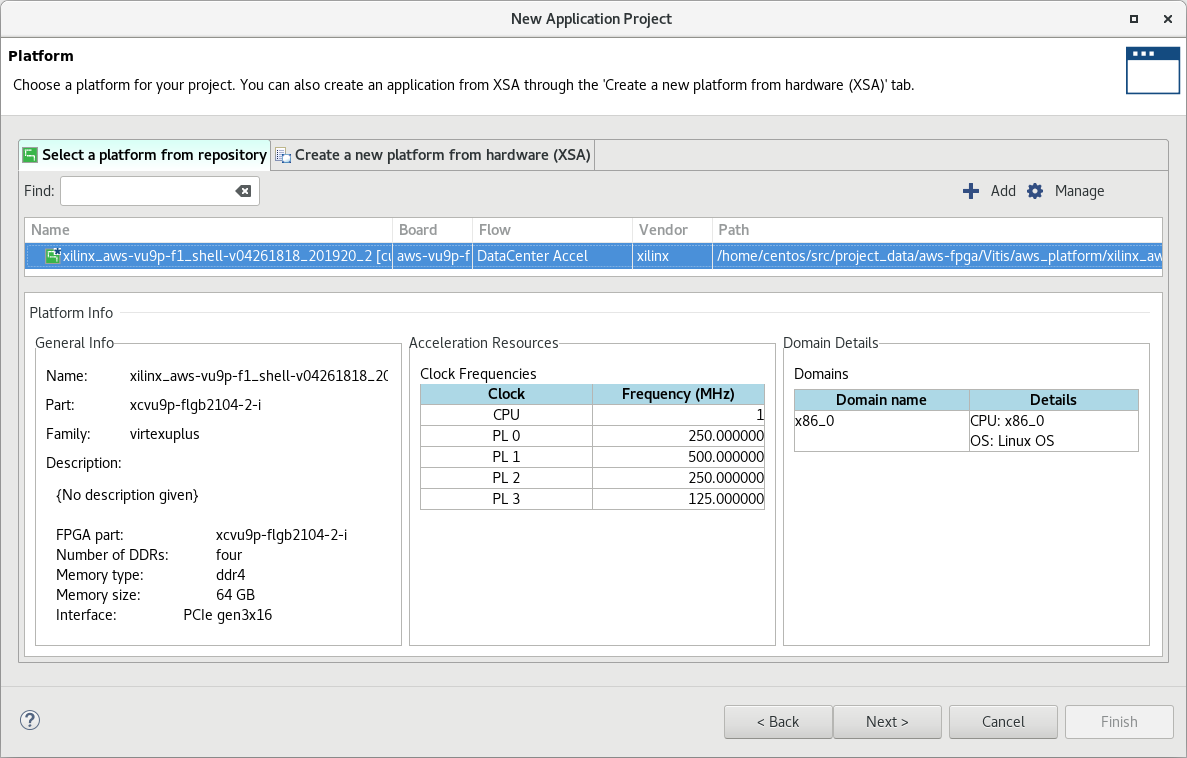 New Application Project
Platform
Choose a platform for your project. You can also create an application from XSA through the 'Create a new platform from hardware (XSA)' tab.
Select a platform from repository Create a new platform from hardware (XSA)
Find: Add Manage
Name Board Flow Vendor Path
xilinx_aws-vu9p-f1_shell-v04261818_201920_2 [cu aws-vu9p-f DataCenter Accel xilinx /home/centos/src/project_data/aws-fpga/Vitis/aws_platform/xilinx_aw
Platform Info
General Info
Name: xilinx_aws-vu9p-f1_shell-v04261818_20
Part: xcvu9p-flgb2104-2-i
Family: virtexuplus
Description:
{No description given}
FPGA part: xcvu9p-flgb2104-2-i
Number of DDRs: four
Memory type: ddr4
Memory size: 64 GB
Interface: PCIe gen3x16
Acceleration Resources
Clock Frequencies
Clock Frequency (MHz)
CPU 1
PL 0 250.000000
PL 1 500.000000
PL 2 250.000000
PL 3 125.000000
Domain Details
Domains
Domain name Details
x86_0 CPU: x86_0
OS: Linux OS
? < Back Next > Cancel Finish